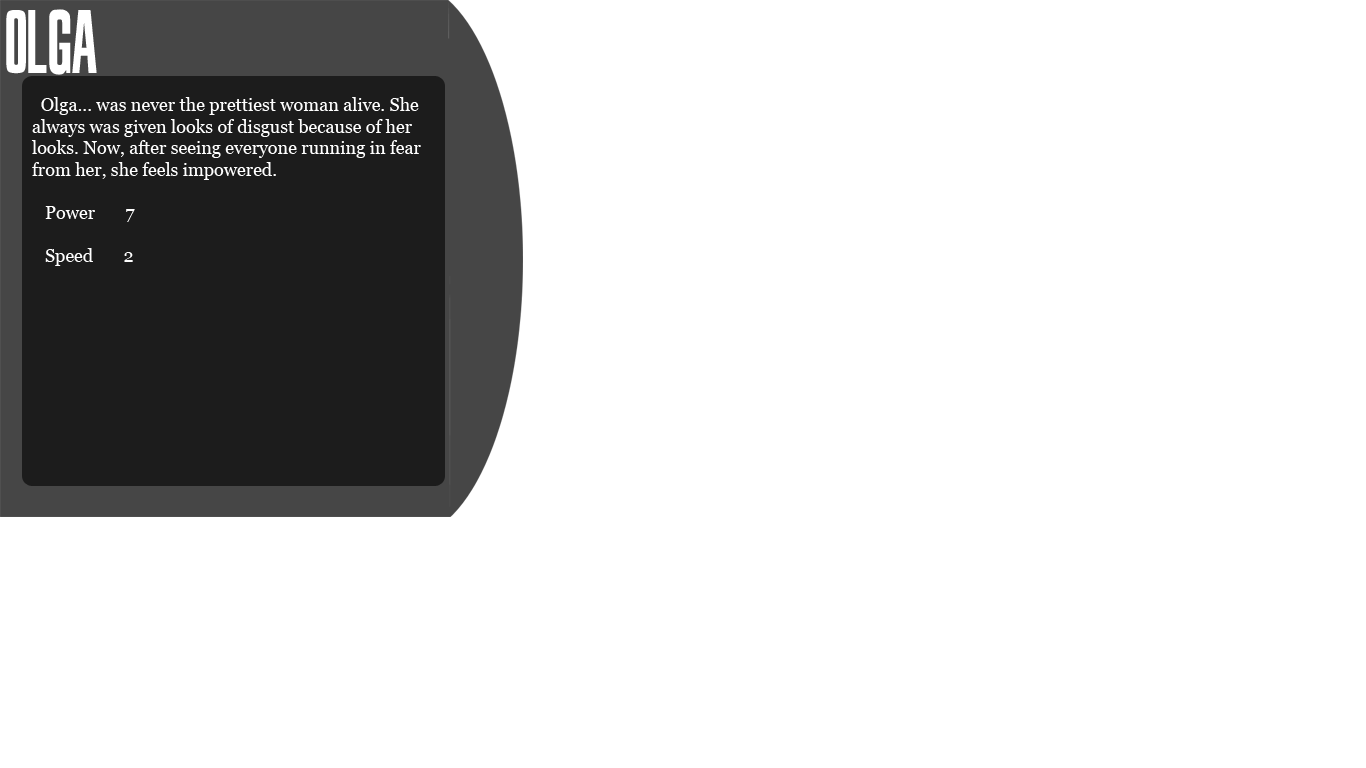 OLGA
Olga... was never the prettiest woman alive. She
always was given looks of disgust because of her
looks. Now, after seeing everyone running in fear
from her, she feels impowered.
Power 7
Speed 2